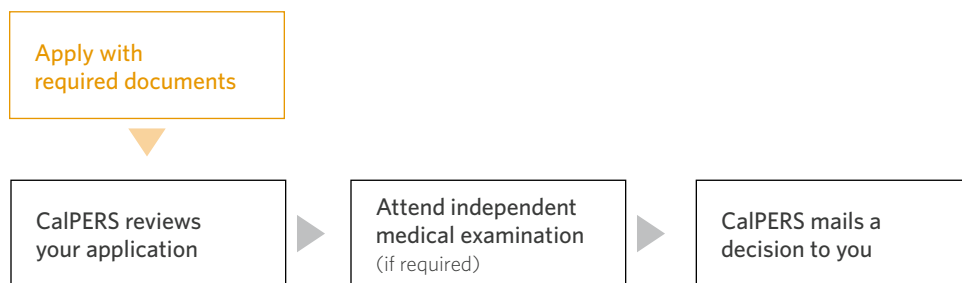 Apply with
required documents
CalPERS reviews
your application
Attend independent
medical examination
(if required)
CalPERS mails a
decision to you